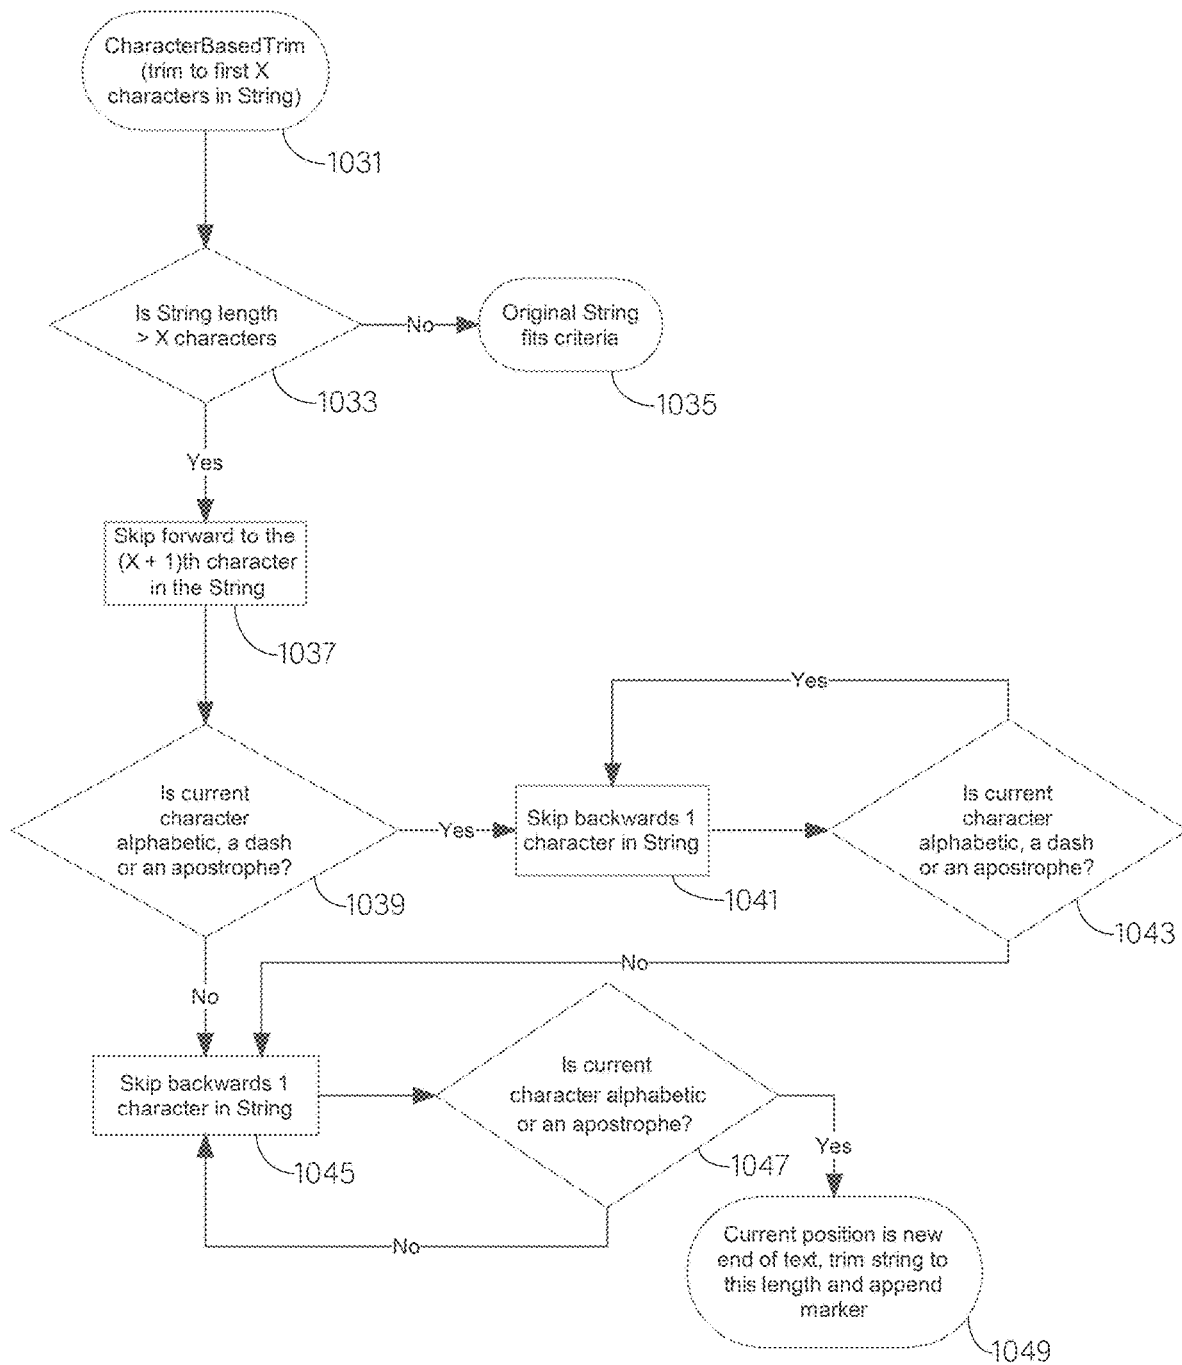 CharacterBasedTrim
(trim to first X
characters in String)
1031
Is String length
> X characters
No
Original String
fits criteria
1033
1035
Yes
Skip forward to the
(X + 1)th character
in the String
1037
Yes
Is current
character
alphabetic, a dash
or an apostrophe?
Yes
Skip backwards 1
character in String
Is current
character
alphabetic, a dash
or an apostrophe?
1039
1041
1043
No
No
Skip backwards 1
character in String
Is current
character alphabetic
or an apostrophe?
1045
1047
Yes
No
Current position is new
end of text, trim string to
this length and append
marker
1049